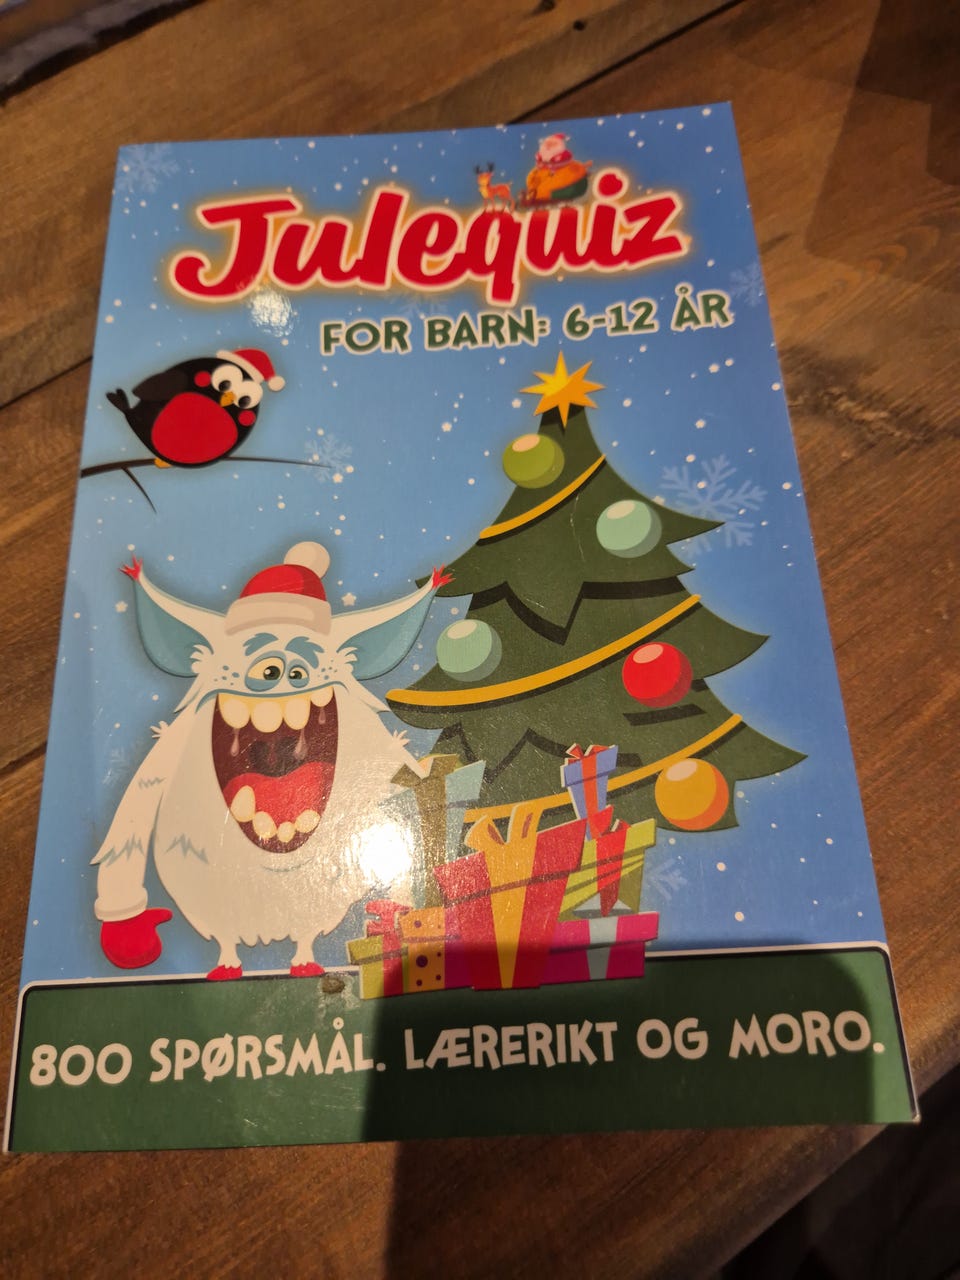 Julequiz
FOR BARN: 6-12 ÅR
800 SPØRSMÅL. LÆRERIKT OG MORO.